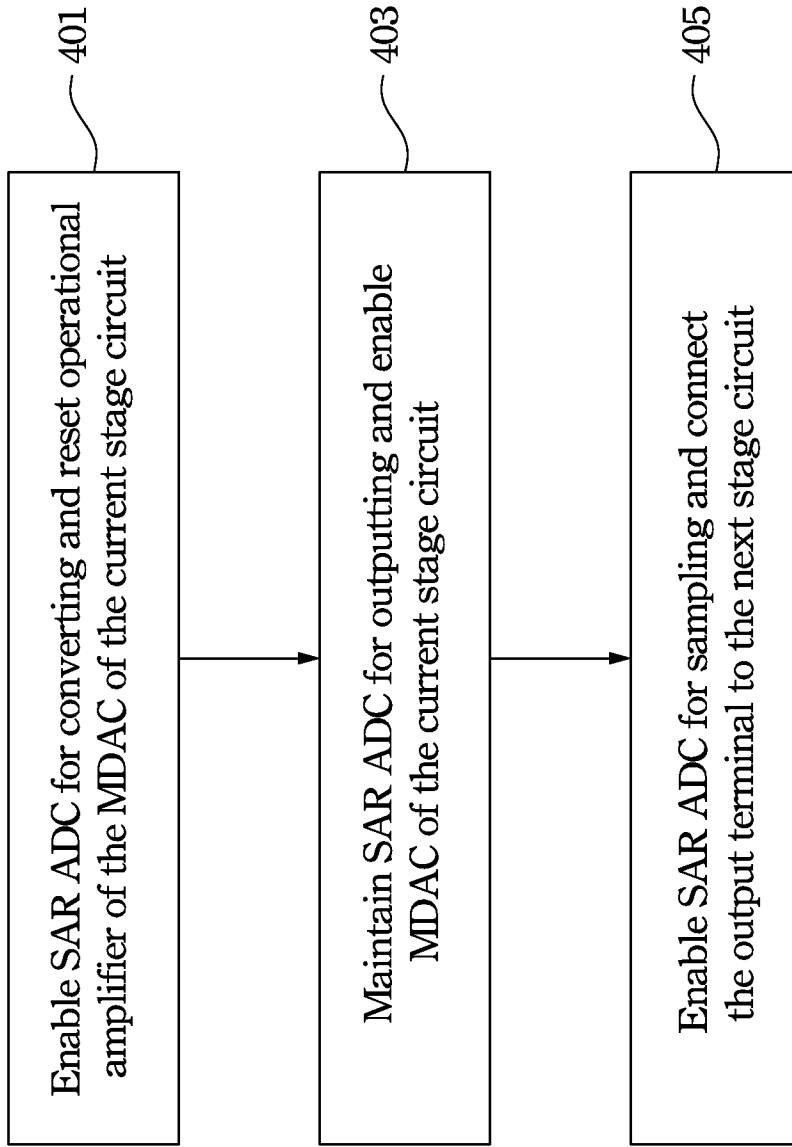 Enable SAR ADC for converting and reset operational
amplifier of the MDAC of the current stage circuit
401
Maintain SAR ADC for outputting and enable
MDAC of the current stage circuit
403
Enable SAR ADC for sampling and connect
the output terminal to the next stage circuit
405